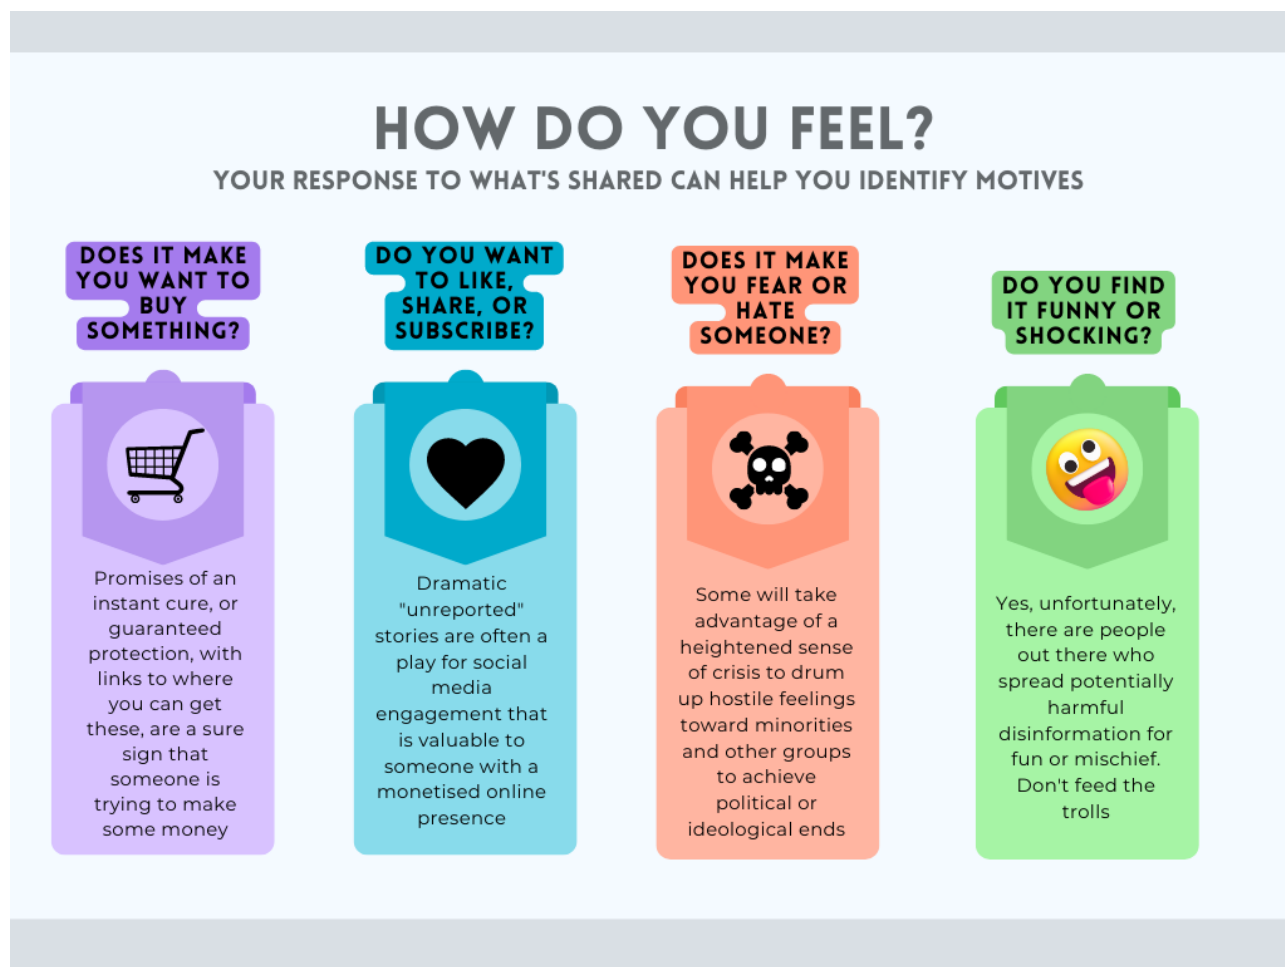 HOW DO YOU FEEL?
YOUR RESPONSE TO WHAT'S SHARED CAN HELP YOU IDENTIFY MOTIVES
DOES IT MAKE
YOU WANT TO
BUY
SOMETHING?
Promises of an
instant cure, or
guaranteed
protection, with
links to where
you can get
these, are a sure
sign that
someone is
trying to make
some money
DO YOU WANT
TO LIKE,
SHARE, OR
SUBSCRIBE?
Dramatic
"unreported"
stories are often a
play for social
media
engagement that
is valuable to
someone with a
monetised online
presence
DOES IT MAKE
YOU FEAR OR
HATE
SOMEONE?
Some will take
advantage of a
heightened sense
of crisis to drum
up hostile feelings
toward minorities
and other groups
to achieve
political or
ideological ends
DO YOU FIND
IT FUNNY OR
SHOCKING?
Yes, unfortunately,
there are people
out there who
spread potentially
harmful
disinformation for
fun or mischief.
Don't feed the
trolls